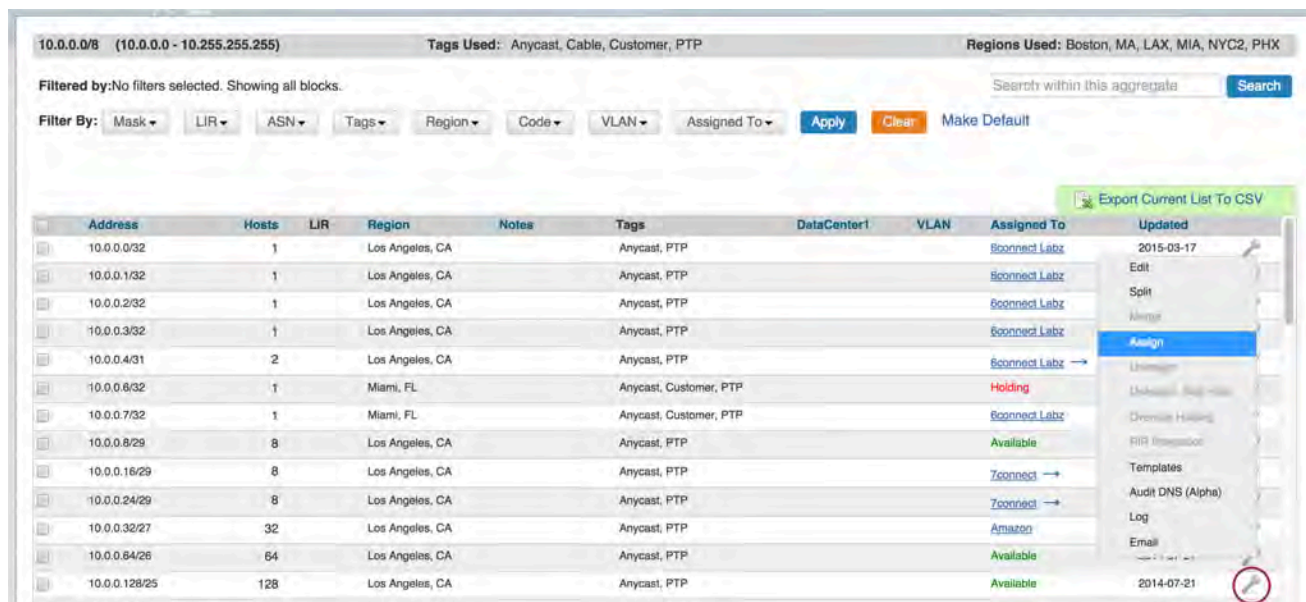 10.0.0.0/8 (10.0.0.0 - 10.255.255.255) Tags Used: Anycast, Cable, Customer, PTP Regions Used: Boston, MA, LAX, MIA, NYC2, PHX
Filtered by:No filters selected. Showing all blocks. Search within this aggregate Search
Filter By: Mask LIR ASN Tags Region Code VLAN Assigned To Apply Clear Make Default
Export Current List To CSV
Address Hosts LIR Region Notes Tags DataCenter1 VLAN Assigned To Updated
10.0.0.0/32 1 Los Angeles, CA Anycast, PTP 6connect Labz 2015-03-17
10.0.0.1/32 1 Los Angeles, CA Anycast, PTP 6connect Labz
10.0.0.2/32 1 Los Angeles, CA Anycast, PTP 6connect Labz
10.0.0.3/32 1 Los Angeles, CA Anycast, PTP 6connect Labz
10.0.0.4/31 2 Los Angeles, CA Anycast, PTP 6connect Labz →
10.0.0.6/32 1 Miami, FL Anycast, Customer, PTP Holding
10.0.0.7/32 1 Miami, FL Anycast, Customer, PTP 6connect Labz
10.0.0.8/29 8 Los Angeles, CA Anycast, PTP Available
10.0.0.16/29 8 Los Angeles, CA Anycast, PTP 7connect →
10.0.0.24/29 8 Los Angeles, CA Anycast, PTP 7connect →
10.0.0.32/27 32 Los Angeles, CA Anycast, PTP Amazon
10.0.0.64/26 64 Los Angeles, CA Anycast, PTP Available
10.0.0.128/25 128 Los Angeles, CA Anycast, PTP Available 2014-07-21
Edit
Split
Merge
Assign
Unassign
Override Holding
RIR Integration
Templates
Audit DNS (Alpha)
Log
Email